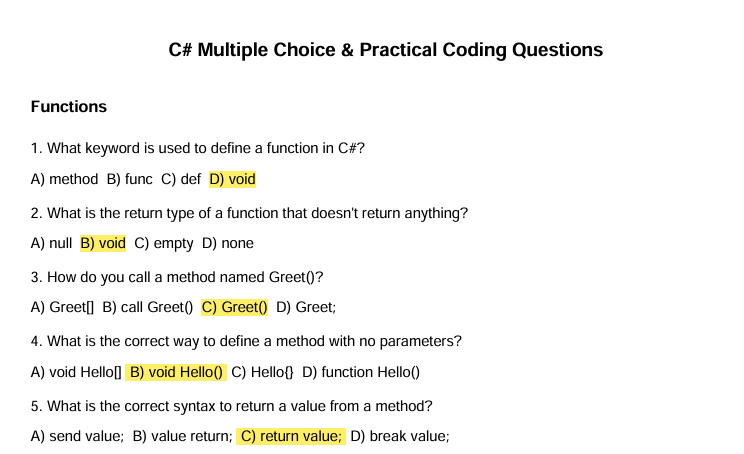 C# Multiple Choice & Practical Coding Questions
Functions
1. What keyword is used to define a function in C#?
A) method  B) func  C) def  D) void
2. What is the return type of a function that doesn't return anything?
A) null  B) void  C) empty  D) none
3. How do you call a method named Greet()?
A) Greet[]  B) call Greet()  C) Greet()  D) Greet;
4. What is the correct way to define a method with no parameters?
A) void Hello[]  B) void Hello()  C) Hello{}  D) function Hello()
5. What is the correct syntax to return a value from a method?
A) send value;  B) value return;  C) return value;  D) break value;